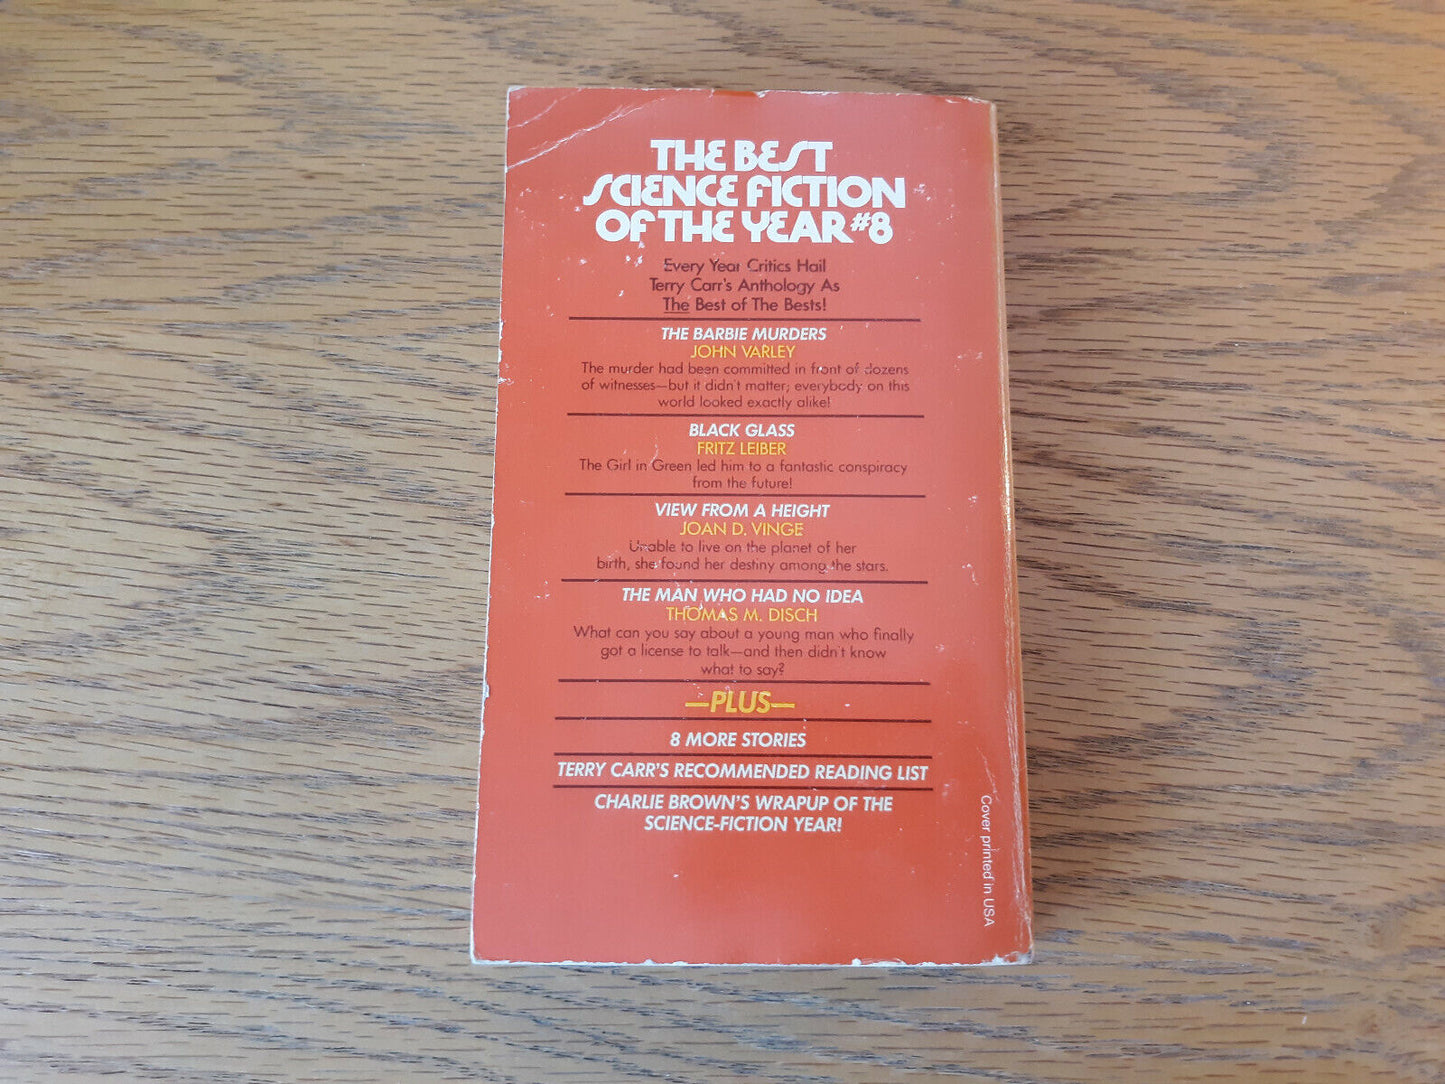 THE BEST
SCIENCE FICTION
OF THE YEAR #8
Every Year Critics Hail
Terry Carr's Anthology As
The Best of The Bests!
THE BARBIE MURDERS
JOHN VARLEY
The murder had been committed in front of dozens
of witnesses—but it didn't matter; everybody on this
world looked exactly alike!
BLACK GLASS
FRITZ LEIBER
The Girl in Green led him to a fantastic conspiracy
from the future!
VIEW FROM A HEIGHT
JOAN D. VINGE
Unable to live on the planet of her
birth, she found her destiny among the stars.
THE MAN WHO HAD NO IDEA
THOMAS M. DISCH
What can you say about a young man who finally
got a license to talk—and then didn't know
what to say?
—PLUS—
8 MORE STORIES
TERRY CARR'S RECOMMENDED READING LIST
CHARLIE BROWN'S WRAPUP OF THE
SCIENCE-FICTION YEAR!
Cover printed in USA